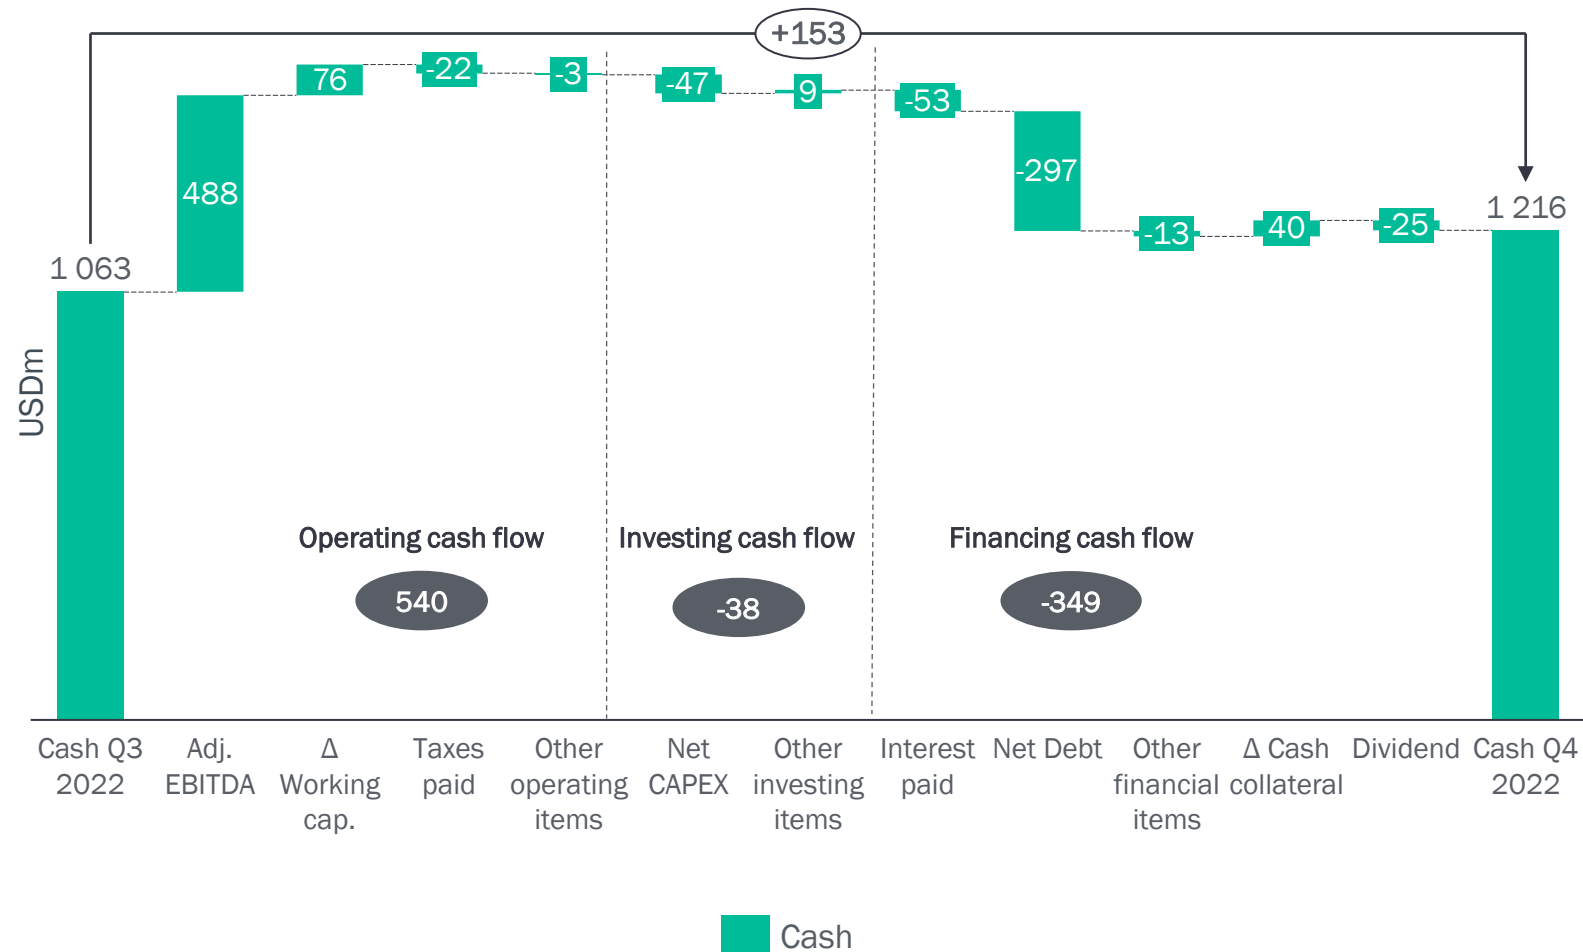 +153
76
-22
-3
-47
9
-53
488
-297
1 216
-13
40
-25
1 063
USDm
Operating cash flow
Investing cash flow
Financing cash flow
540
-38
-349
Cash Q3
2022
Adj.
EBITDA
Δ
Working
cap.
Taxes
paid
Other
operating
items
Net
CAPEX
Other
investing
items
Interest
paid
Net Debt
Other
financial
items
Δ Cash
collateral
Dividend
Cash Q4
2022
Cash